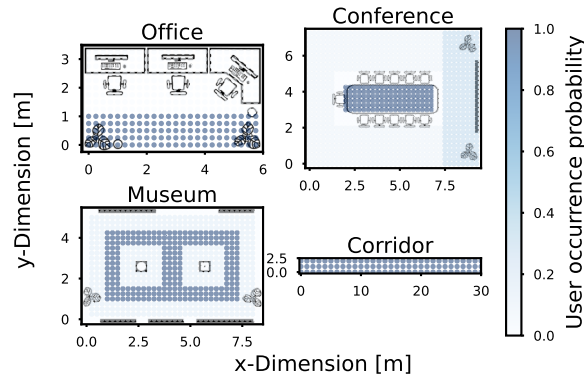 Office
3
2
1
0
0 2 4 6
Conference
6
4
2
0
0.0 2.5 5.0 7.5
Museum
4
2
0
0.0 2.5 5.0 7.5
Corridor
2.5
0.0
0 30
10 20
y-Dimension [m]
x-Dimension [m]
1.0
0.8
0.6
0.4
0.2
0.0
User occurrence probability